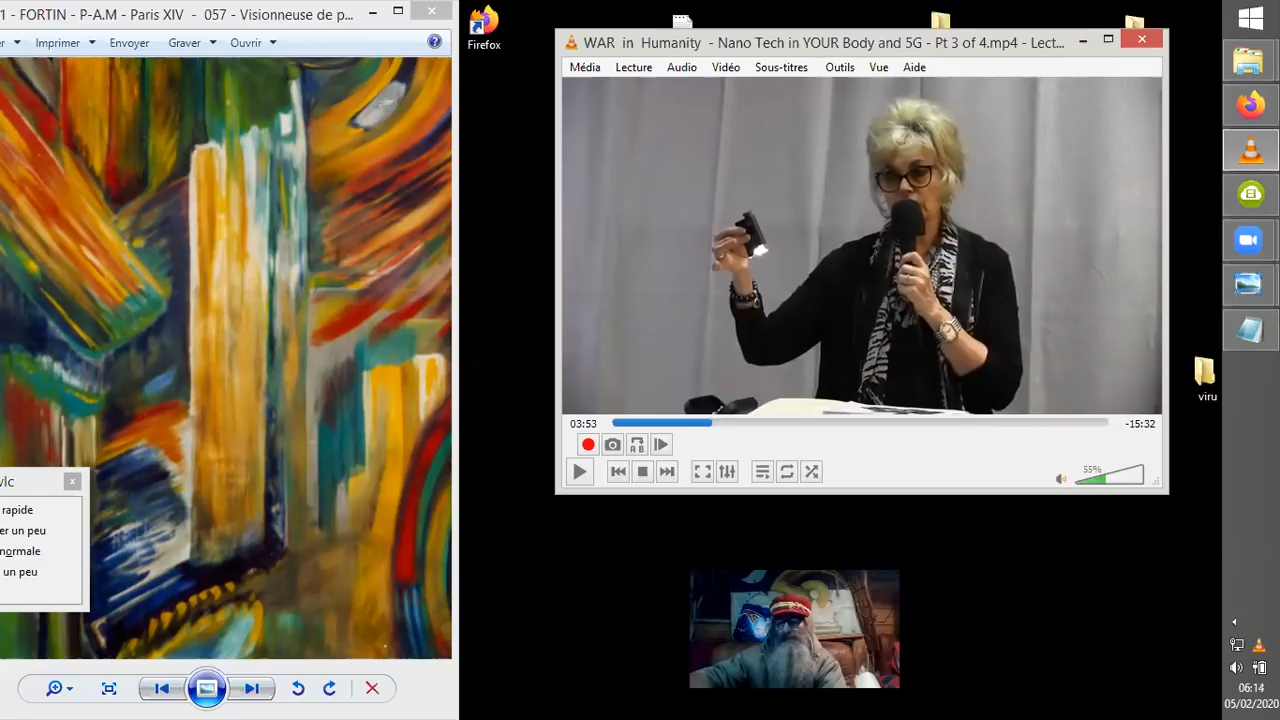 - FORTIN - P-A.M - Paris XIV - 057 - Visionneuse de p...
Imprimer Envoyer Graver Ouvrir
Firefox
WAR in Humanity - Nano Tech in YOUR Body and 5G - Pt 3 of 4.mp4 - Lect...
Média Lecture Audio Vidéo Sous-titres Outils Vue Aide
03:53 -15:32
A B
55%
rapide
er un peu
normale
un peu
viru
06:14
05/02/2020